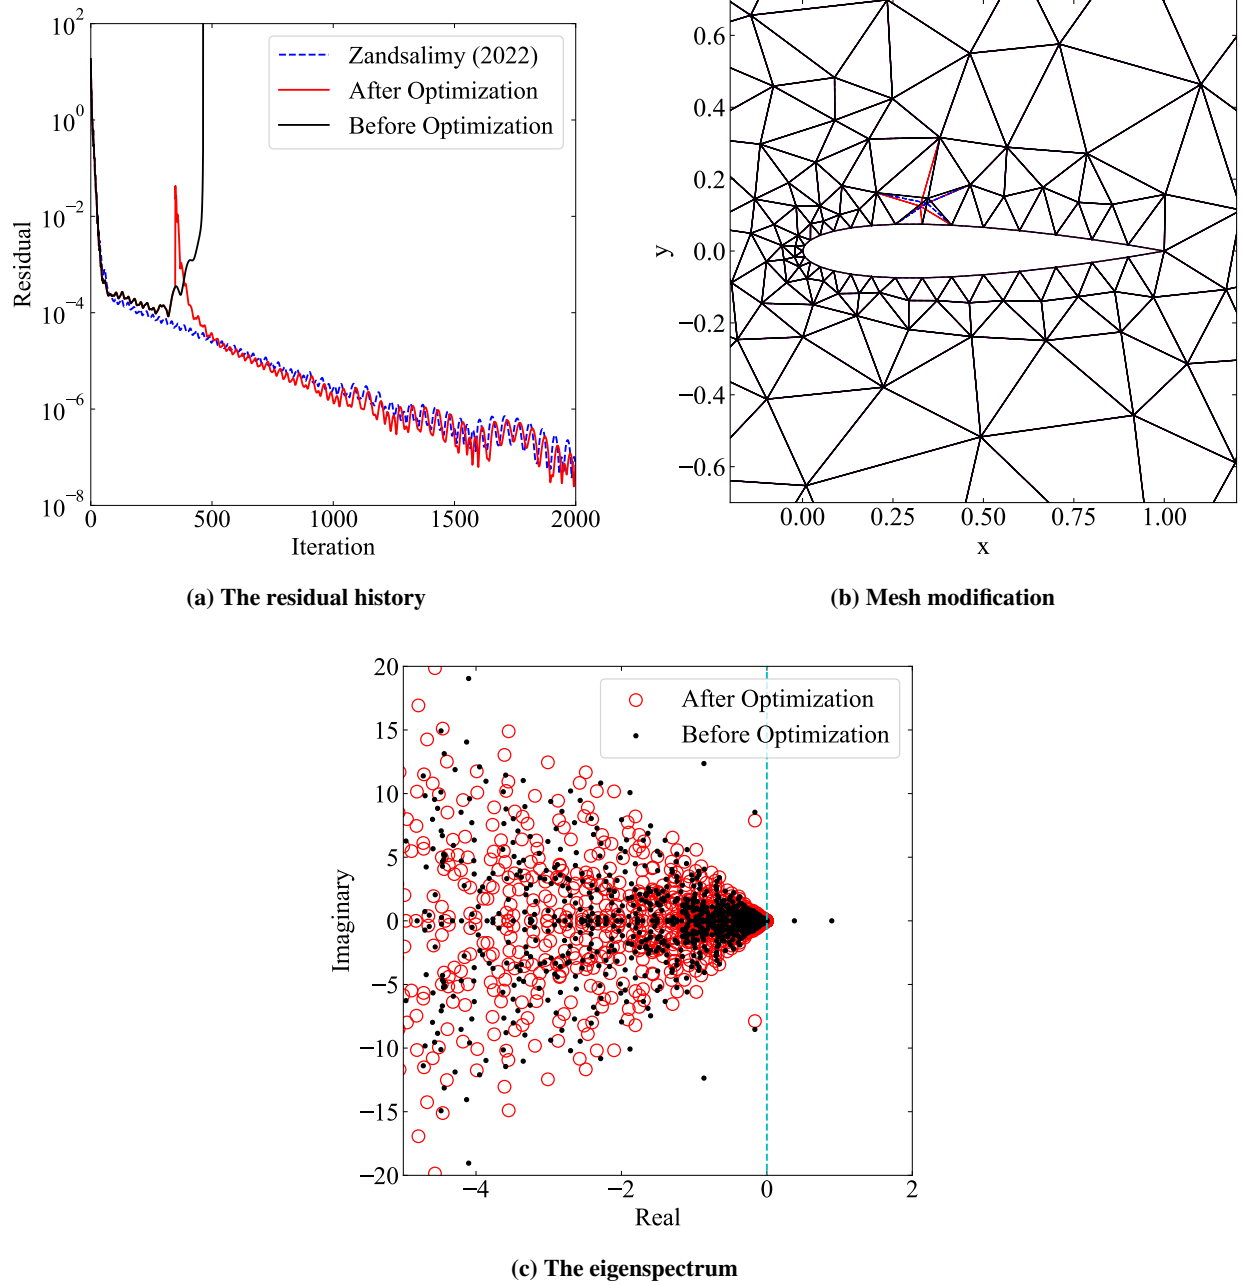 10^2
10^0
10^−2
10^−4
10^−6
10^−8
Residual
Zandsalimy (2022)
After Optimization
Before Optimization
0
500
1000
1500
2000
Iteration
(a) The residual history
0.6
0.4
0.2
0.0
−0.2
−0.4
−0.6
y
0.00
0.25
0.50
0.75
1.00
x
(b) Mesh modification
20
15
10
5
0
−5
−10
−15
−20
Imaginary
After Optimization
Before Optimization
−4
−2
0
2
Real
(c) The eigenspectrum